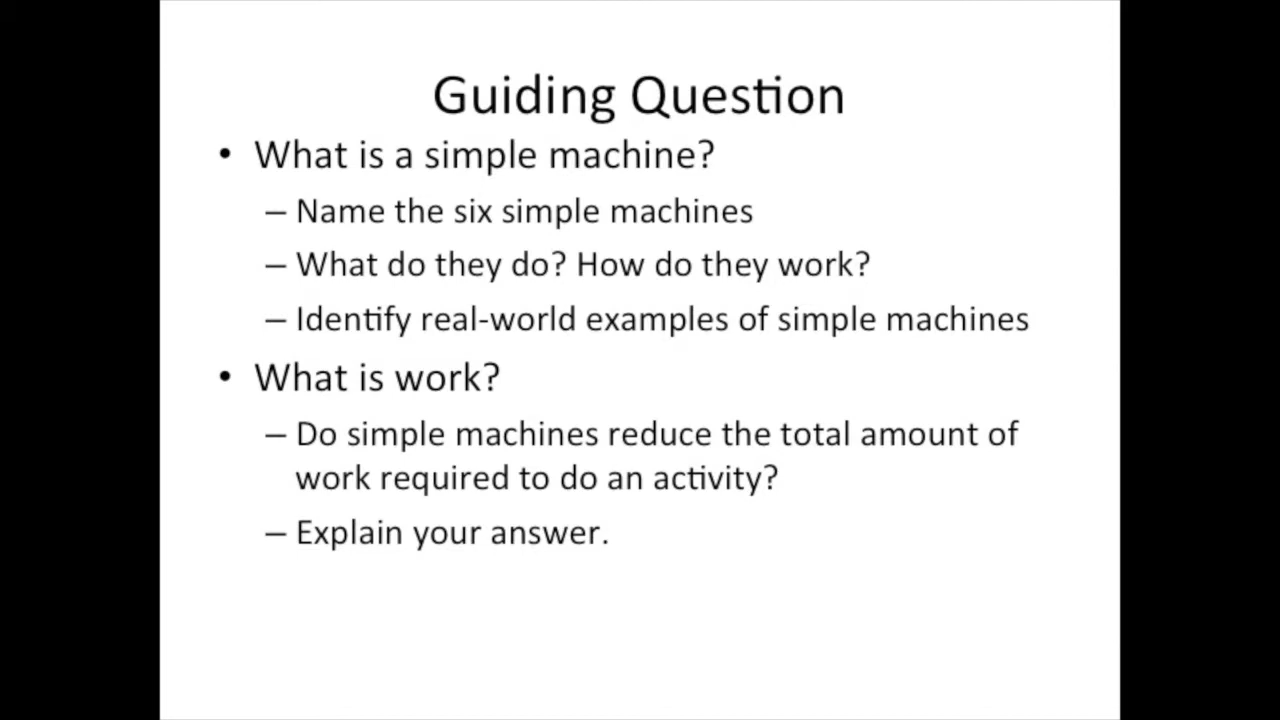 Guiding Question
• What is a simple machine?
– Name the six simple machines
– What do they do? How do they work?
– Identify real-world examples of simple machines
• What is work?
– Do simple machines reduce the total amount of
work required to do an activity?
– Explain your answer.